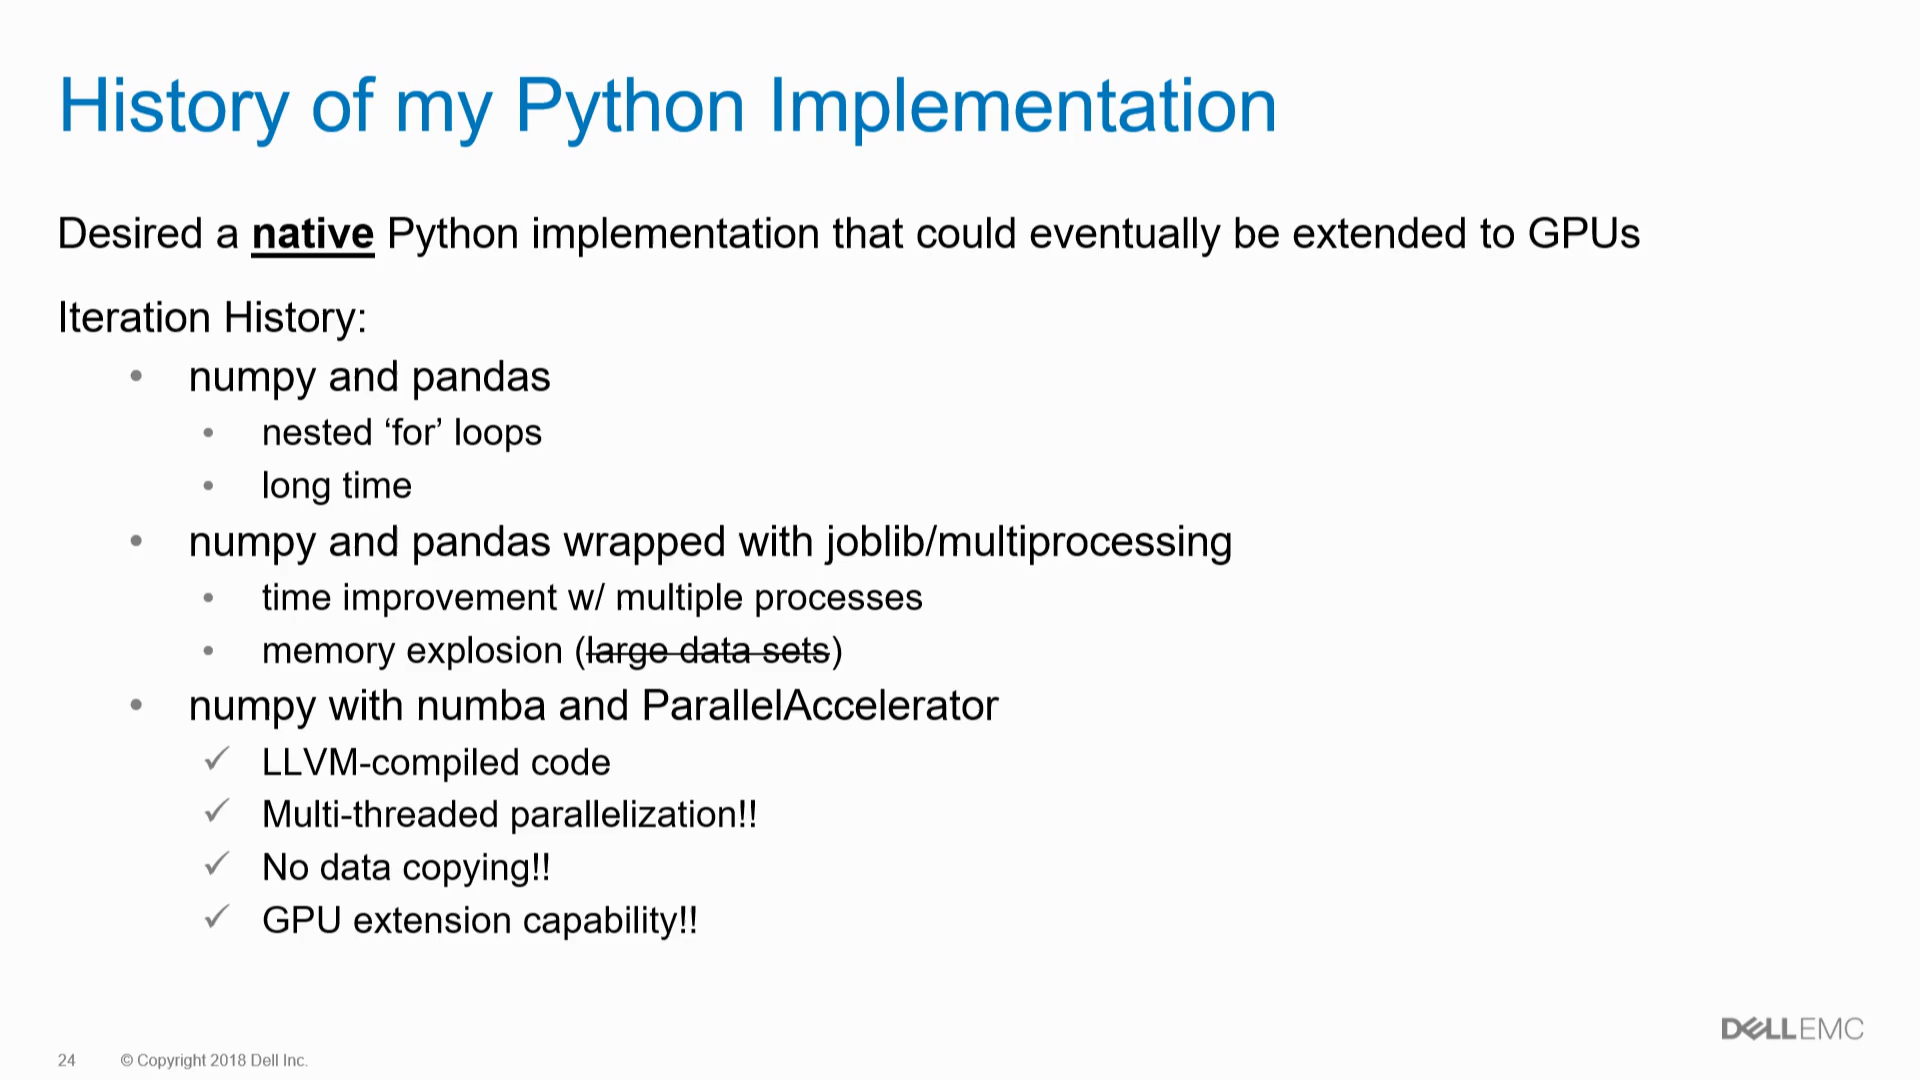 History of my Python Implementation
Desired a native Python implementation that could eventually be extended to GPUs
Iteration History:
• numpy and pandas
• nested ‘for’ loops
• long time
• numpy and pandas wrapped with joblib/multiprocessing
• time improvement w/ multiple processes
• memory explosion (large data sets)
• numpy with numba and ParallelAccelerator
✓ LLVM-compiled code
✓ Multi-threaded parallelization!!
✓ No data copying!!
✓ GPU extension capability!!
DELLEMC
24 © Copyright 2018 Dell Inc.